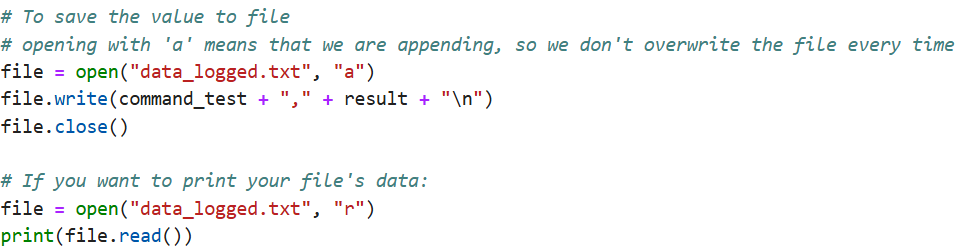 # To save the value to file
# opening with 'a' means that we are appending, so we don't overwrite the file every time
file = open("data_logged.txt", "a")
file.write(command_test + "," + result + "\n")
file.close()
# If you want to print your file's data:
file = open("data_logged.txt", "r")
print(file.read())